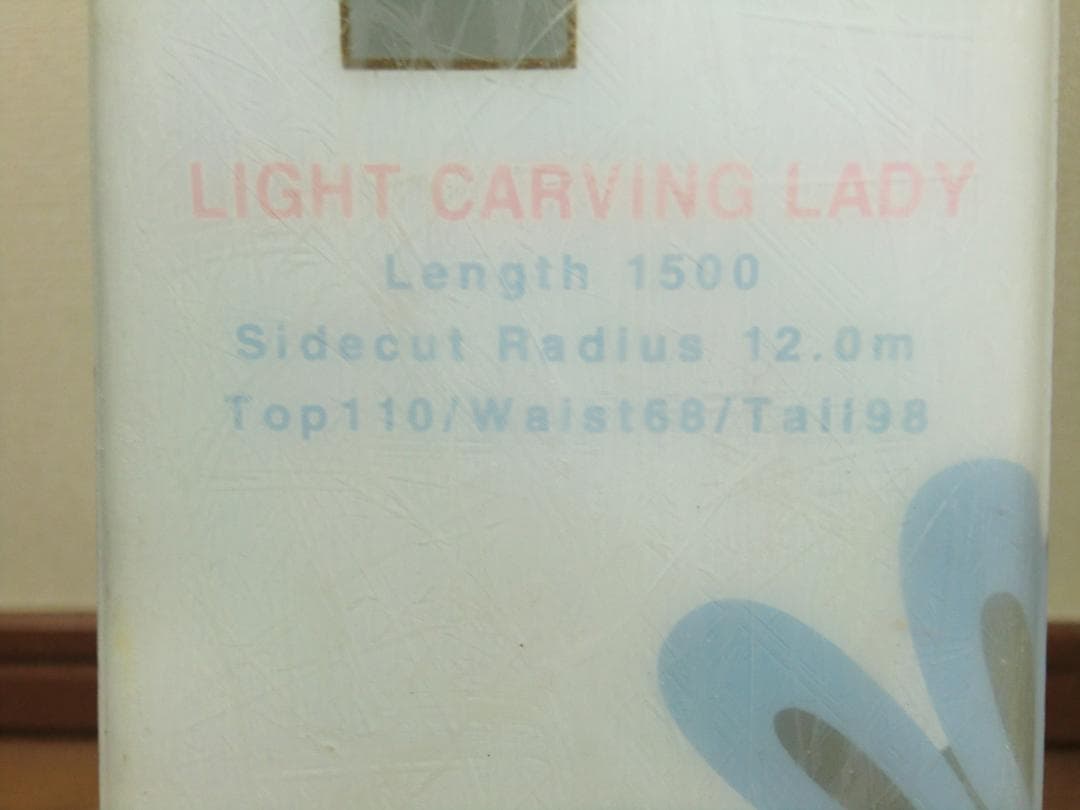 LIGHT CARVING LADY
Length 1500
Sidecut Radius 12.0m
Top110/Waist68/Tail98